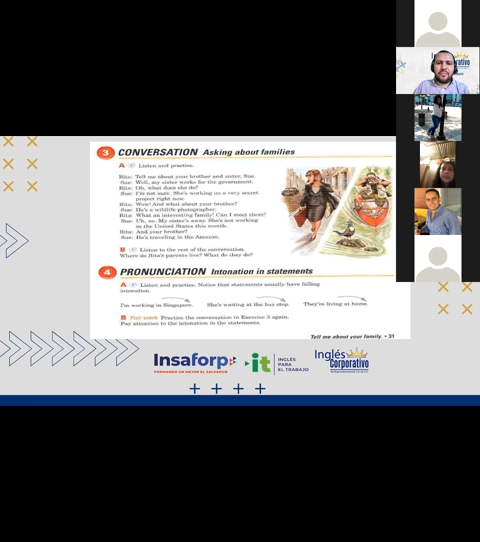 3 CONVERSATION Asking about families
A Listen and practice.
Rita: Tell me about your brother and sister, Sue.
Sue: Well, my sister works for the government.
Rita: Oh, what does she do?
Sue: I'm not sure. She's working on a very secret
project right now.
Rita: Wow! And what about your brother?
Sue: He's a wildlife photographer.
Rita: What an interesting family! Can I meet them?
Sue: Uh, no. My sister's away. She's not working
in the United States this month.
Rita: And your brother?
Sue: He's traveling in the Amazon.
B Listen to the rest of the conversation.
Where do Rita's parents live? What do they do?
4 PRONUNCIATION Intonation in statements
A Listen and practice. Notice that statements usually have falling
intonation.
I'm working in Singapore. She's waiting at the bus stop. They're living at home.
B Pair work Practice the conversation in Exercise 3 again.
Pay attention to the intonation in the statements.
Tell me about your family. • 31
Insaforp
FORMANDO UN MEJOR EL SALVADOR
it
INGLÉS
PARA
EL TRABAJO
Inglés
Corporativo